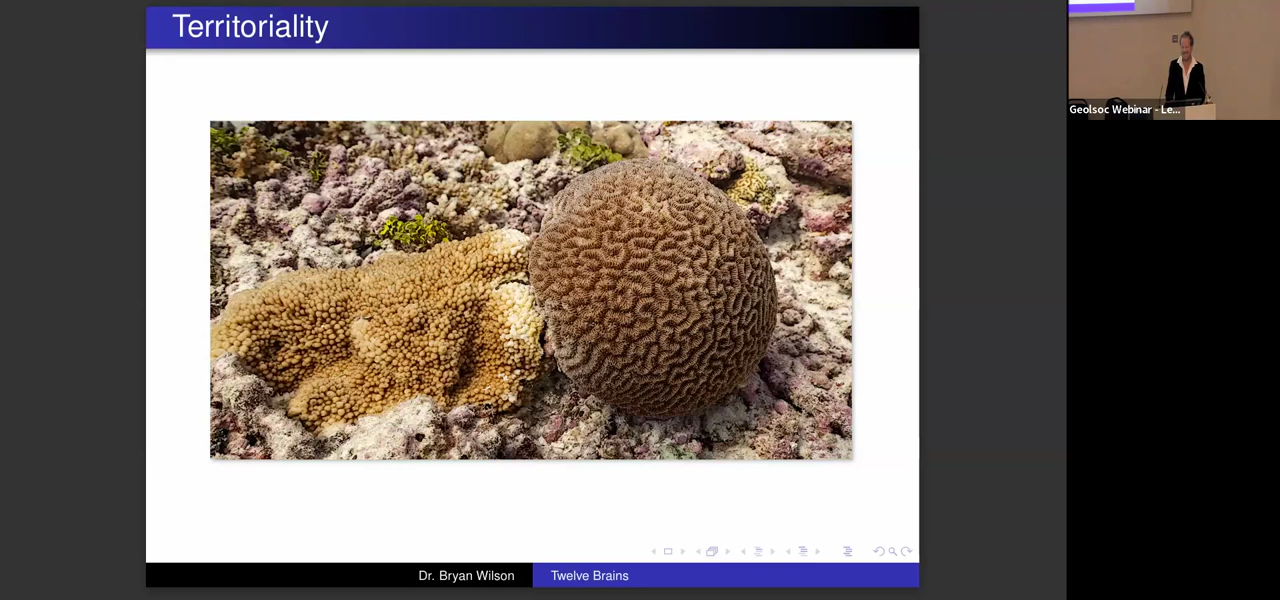 Territoriality
Geolsoc Webinar - Le...
Dr. Bryan Wilson
Twelve Brains